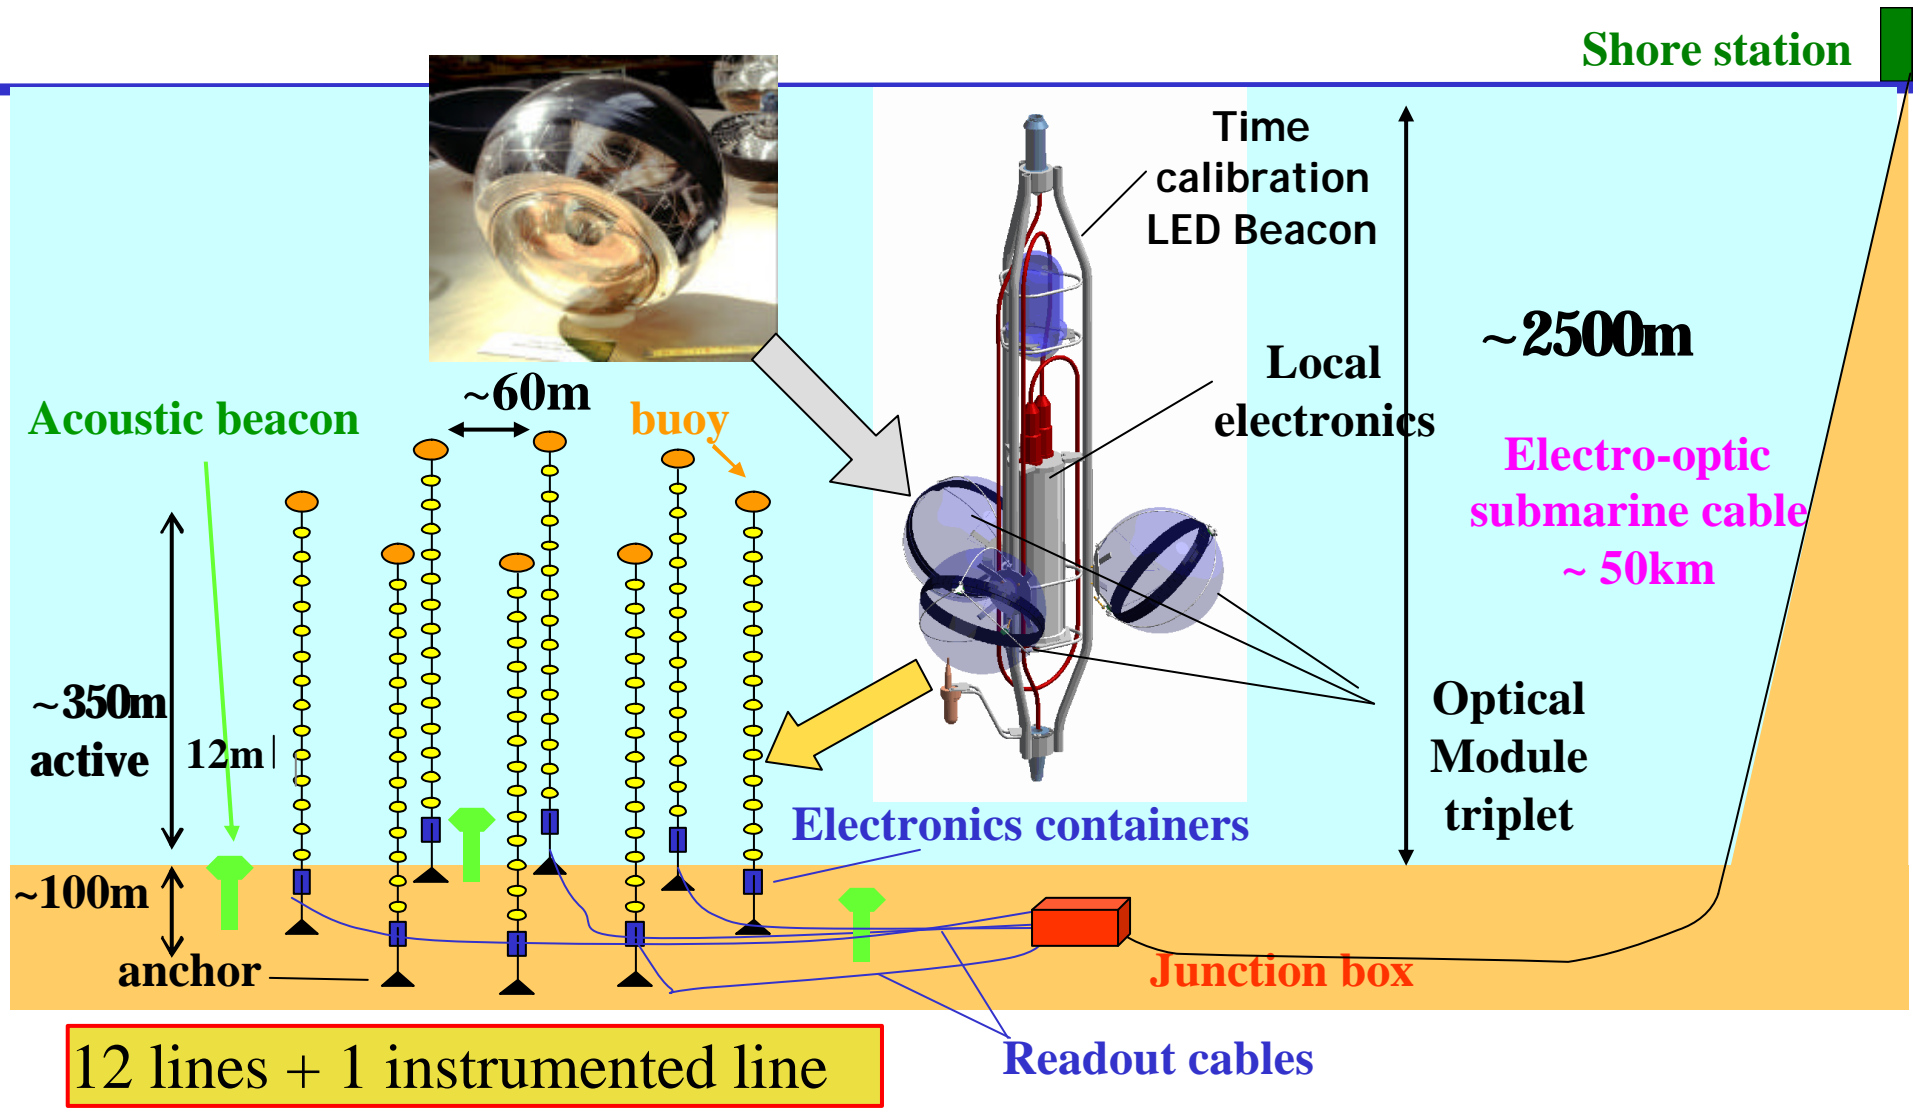 Shore station
Time
calibration
LED Beacon
~2500m
Local
electronics
~60m
Acoustic beacon
buoy
Electro-optic
submarine cable
~ 50km
~350m
active
12m
Optical
Module
triplet
Electronics containers
~100m
anchor
Junction box
12 lines + 1 instrumented line
Readout cables